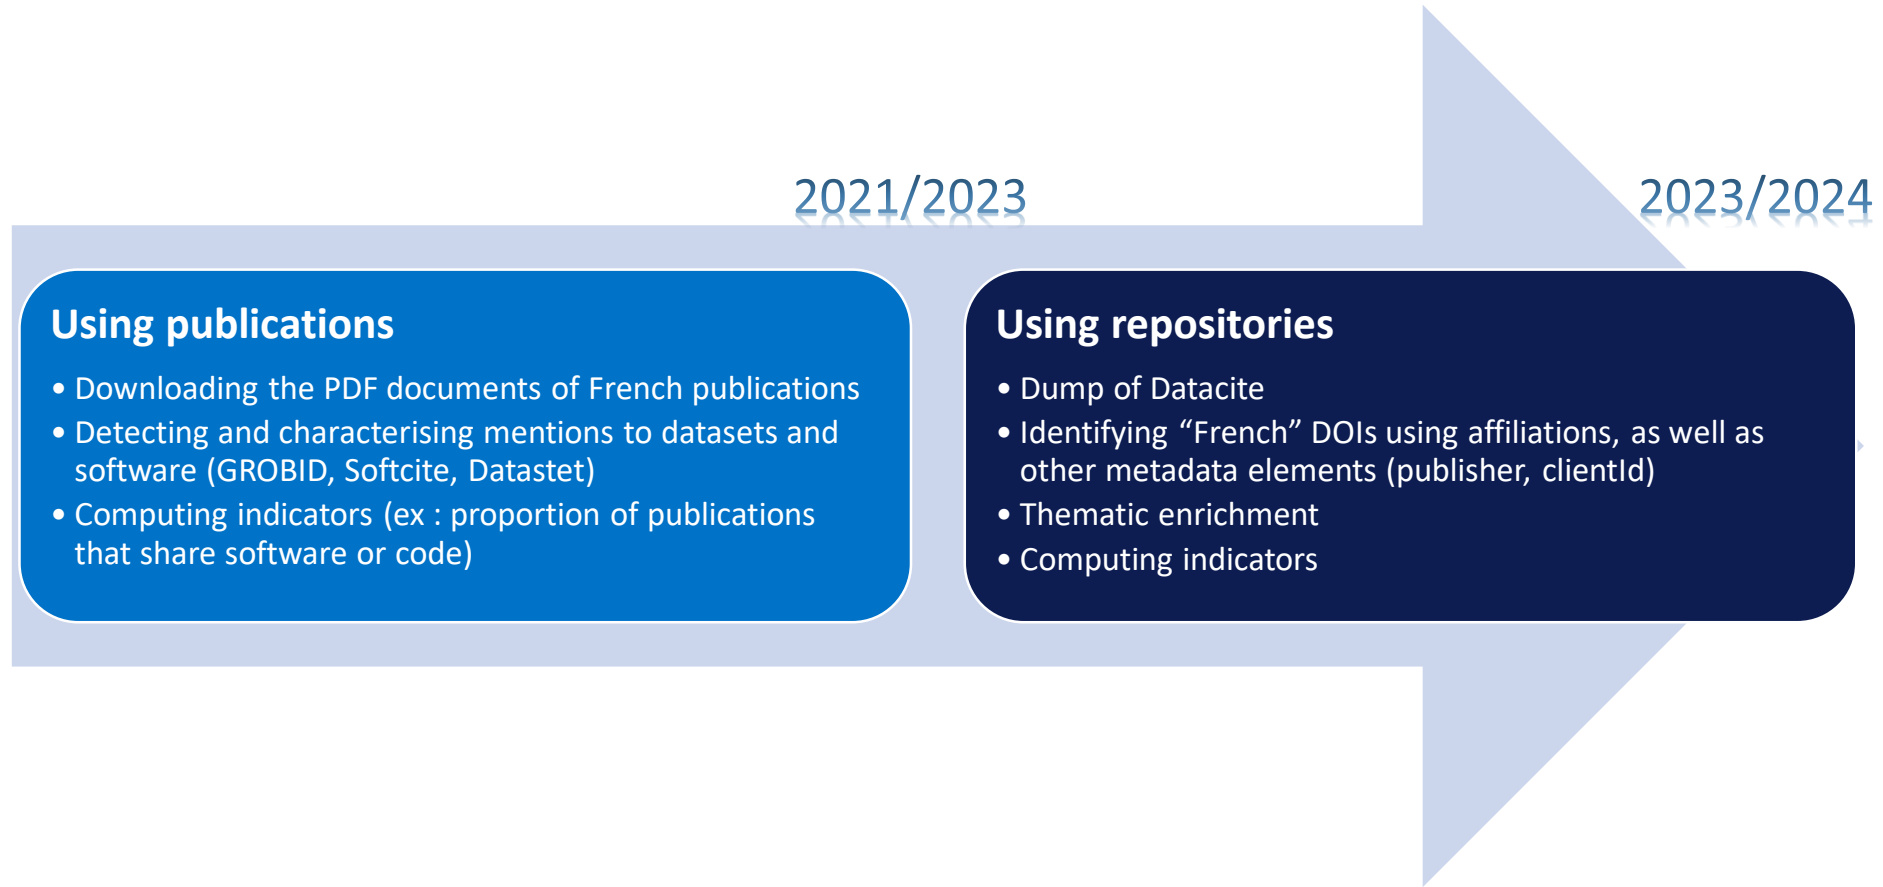 2021/2023
2023/2024
Using publications
• Downloading the PDF documents of French publications
• Detecting and characterising mentions to datasets and
software (GROBID, Softcite, Datastet)
• Computing indicators (ex : proportion of publications
that share software or code)
Using repositories
• Dump of Datacite
• Identifying “French” DOIs using affiliations, as well as
other metadata elements (publisher, clientId)
• Thematic enrichment
• Computing indicators